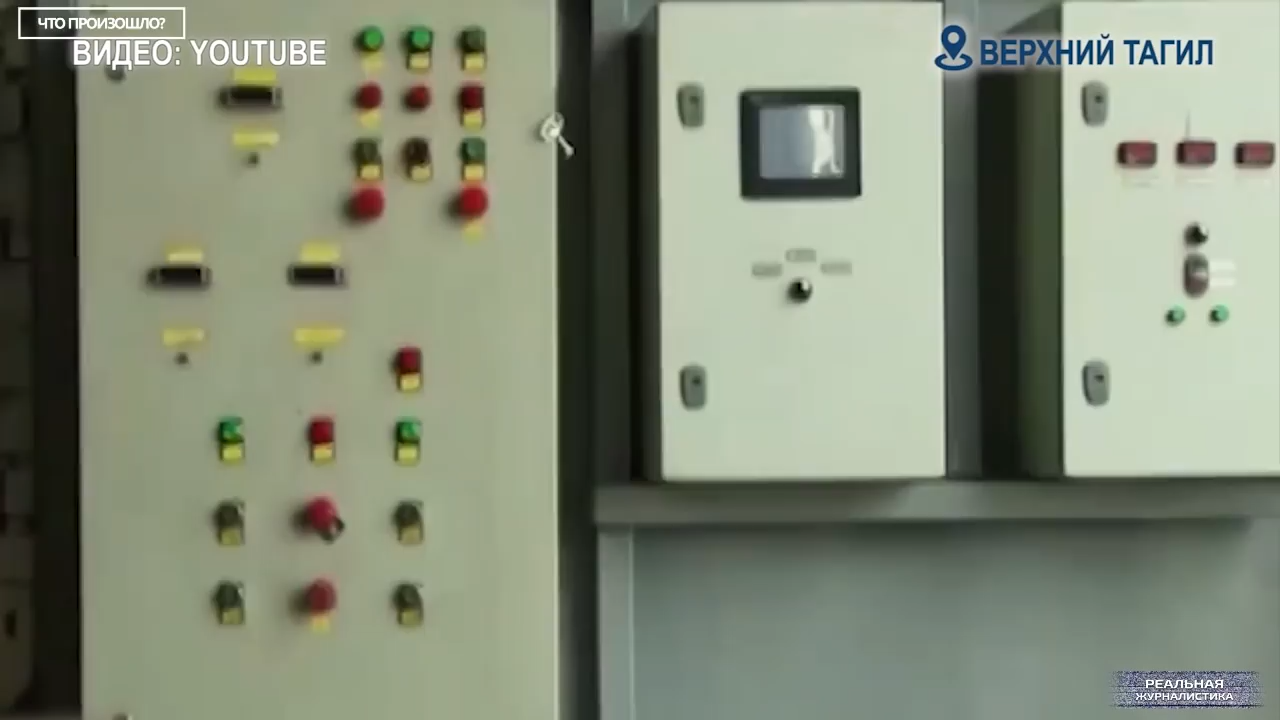 ЧТО ПРОИЗОШЛО?
ВИДЕО: YOUTUBE
ВЕРХНИЙ ТАГИЛ
РЕАЛЬНАЯ
ЖУРНАЛИСТИКА